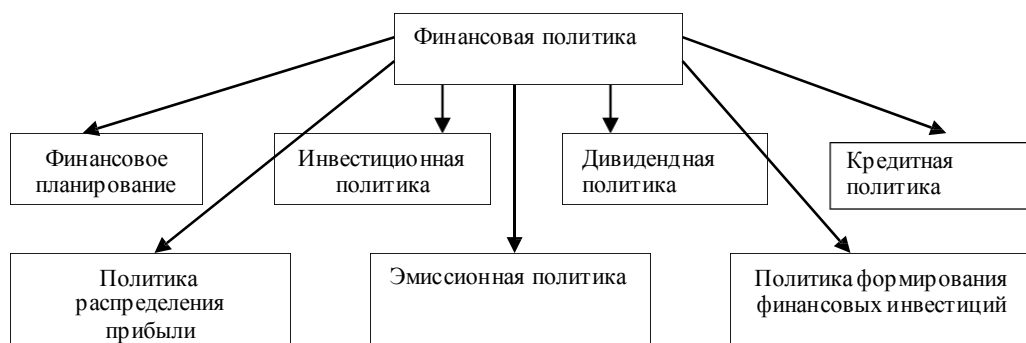 Финансовая политика
Финансовое
планирование
Инвестиционная
политика
Дивидендная
политика
Кредитная
политика
Политика
распределения
прибыли
Эмиссионная политика
Политика формирования
финансовых инвестиций